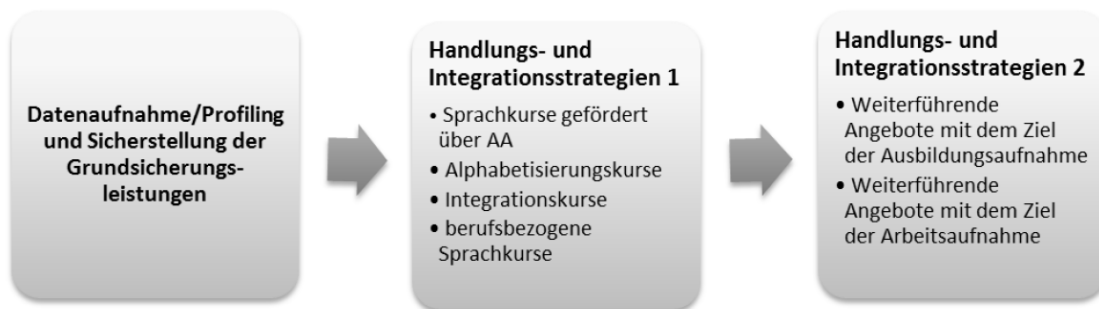 Datenaufnahme/Profiling
und Sicherstellung der
Grundsicherungs-
leistungen
Handlungs- und
Integrationsstrategien 1
• Sprachkurse gefördert
über AA
• Alphabetisierungskurse
• Integrationskurse
• berufsbezogene
Sprachkurse
Handlungs- und
Integrationsstrategien 2
• Weiterführende
Angebote mit dem Ziel
der Ausbildungsaufnahme
• Weiterführende
Angebote mit dem Ziel
der Arbeitsaufnahme